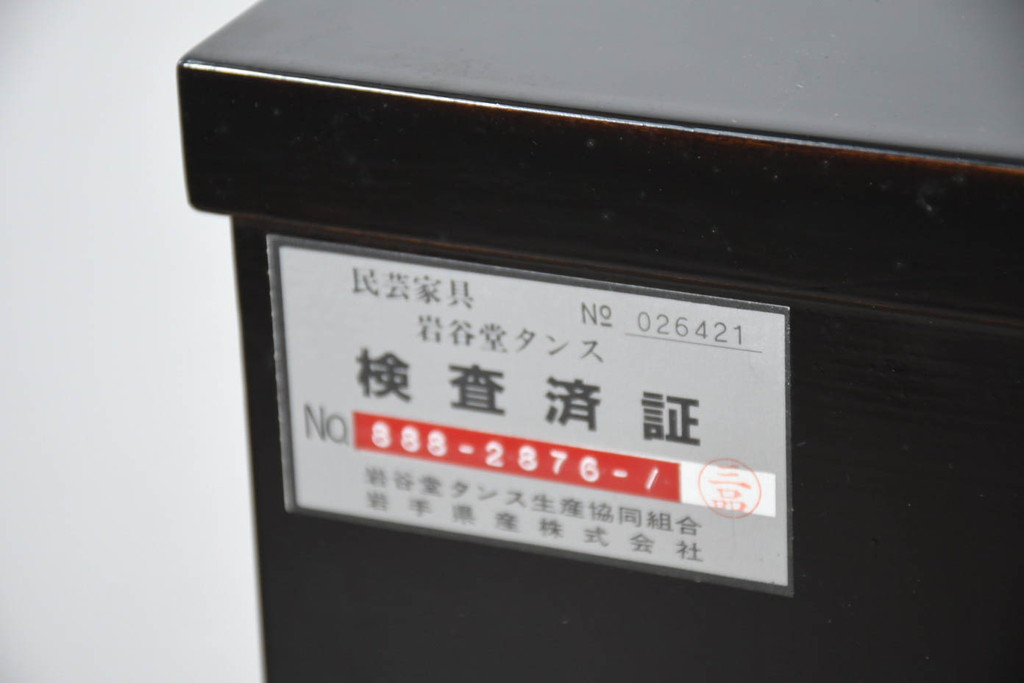 民芸家具
岩谷堂タンス
№ 026421
検査済証
No. 888-2876-1
三品
岩谷堂タンス生産協同組合
岩手県産株式会社